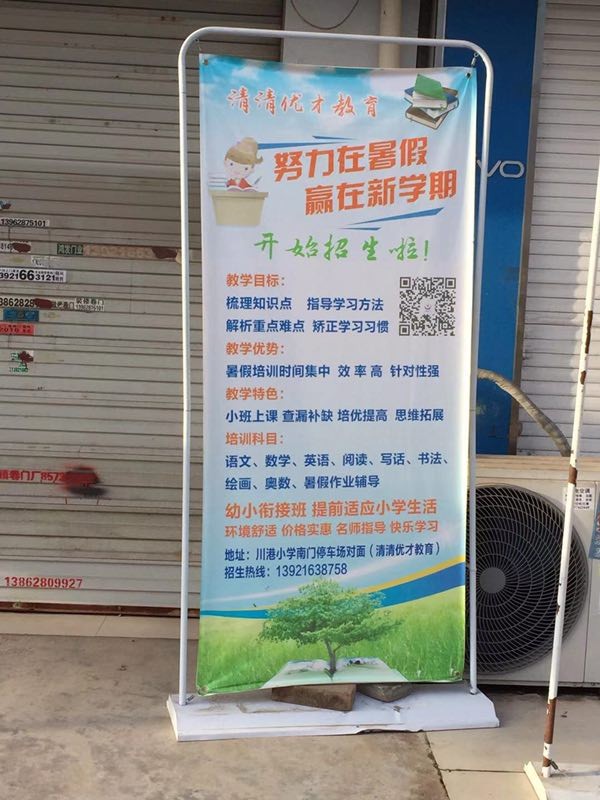 清清优才教育
努力在暑假
赢在新学期
开始招生啦!
教学目标:
梳理知识点 指导学习方法
解析重点难点 矫正学习习惯
教学优势:
暑假培训时间集中 效率高 针对性强
教学特色:
小班上课 查漏补缺 培优提高 思维拓展
培训科目:
语文、数学、英语、阅读、写话、书法、
绘画、奥数、暑假作业辅导
幼小衔接班 提前适应小学生活
环境舒适 价格实惠 名师指导 快乐学习
地址:川港小学南门停车场对面(清清优才教育)
招生热线:13921638758
13962875101
鸿发门业
13862809927
VO